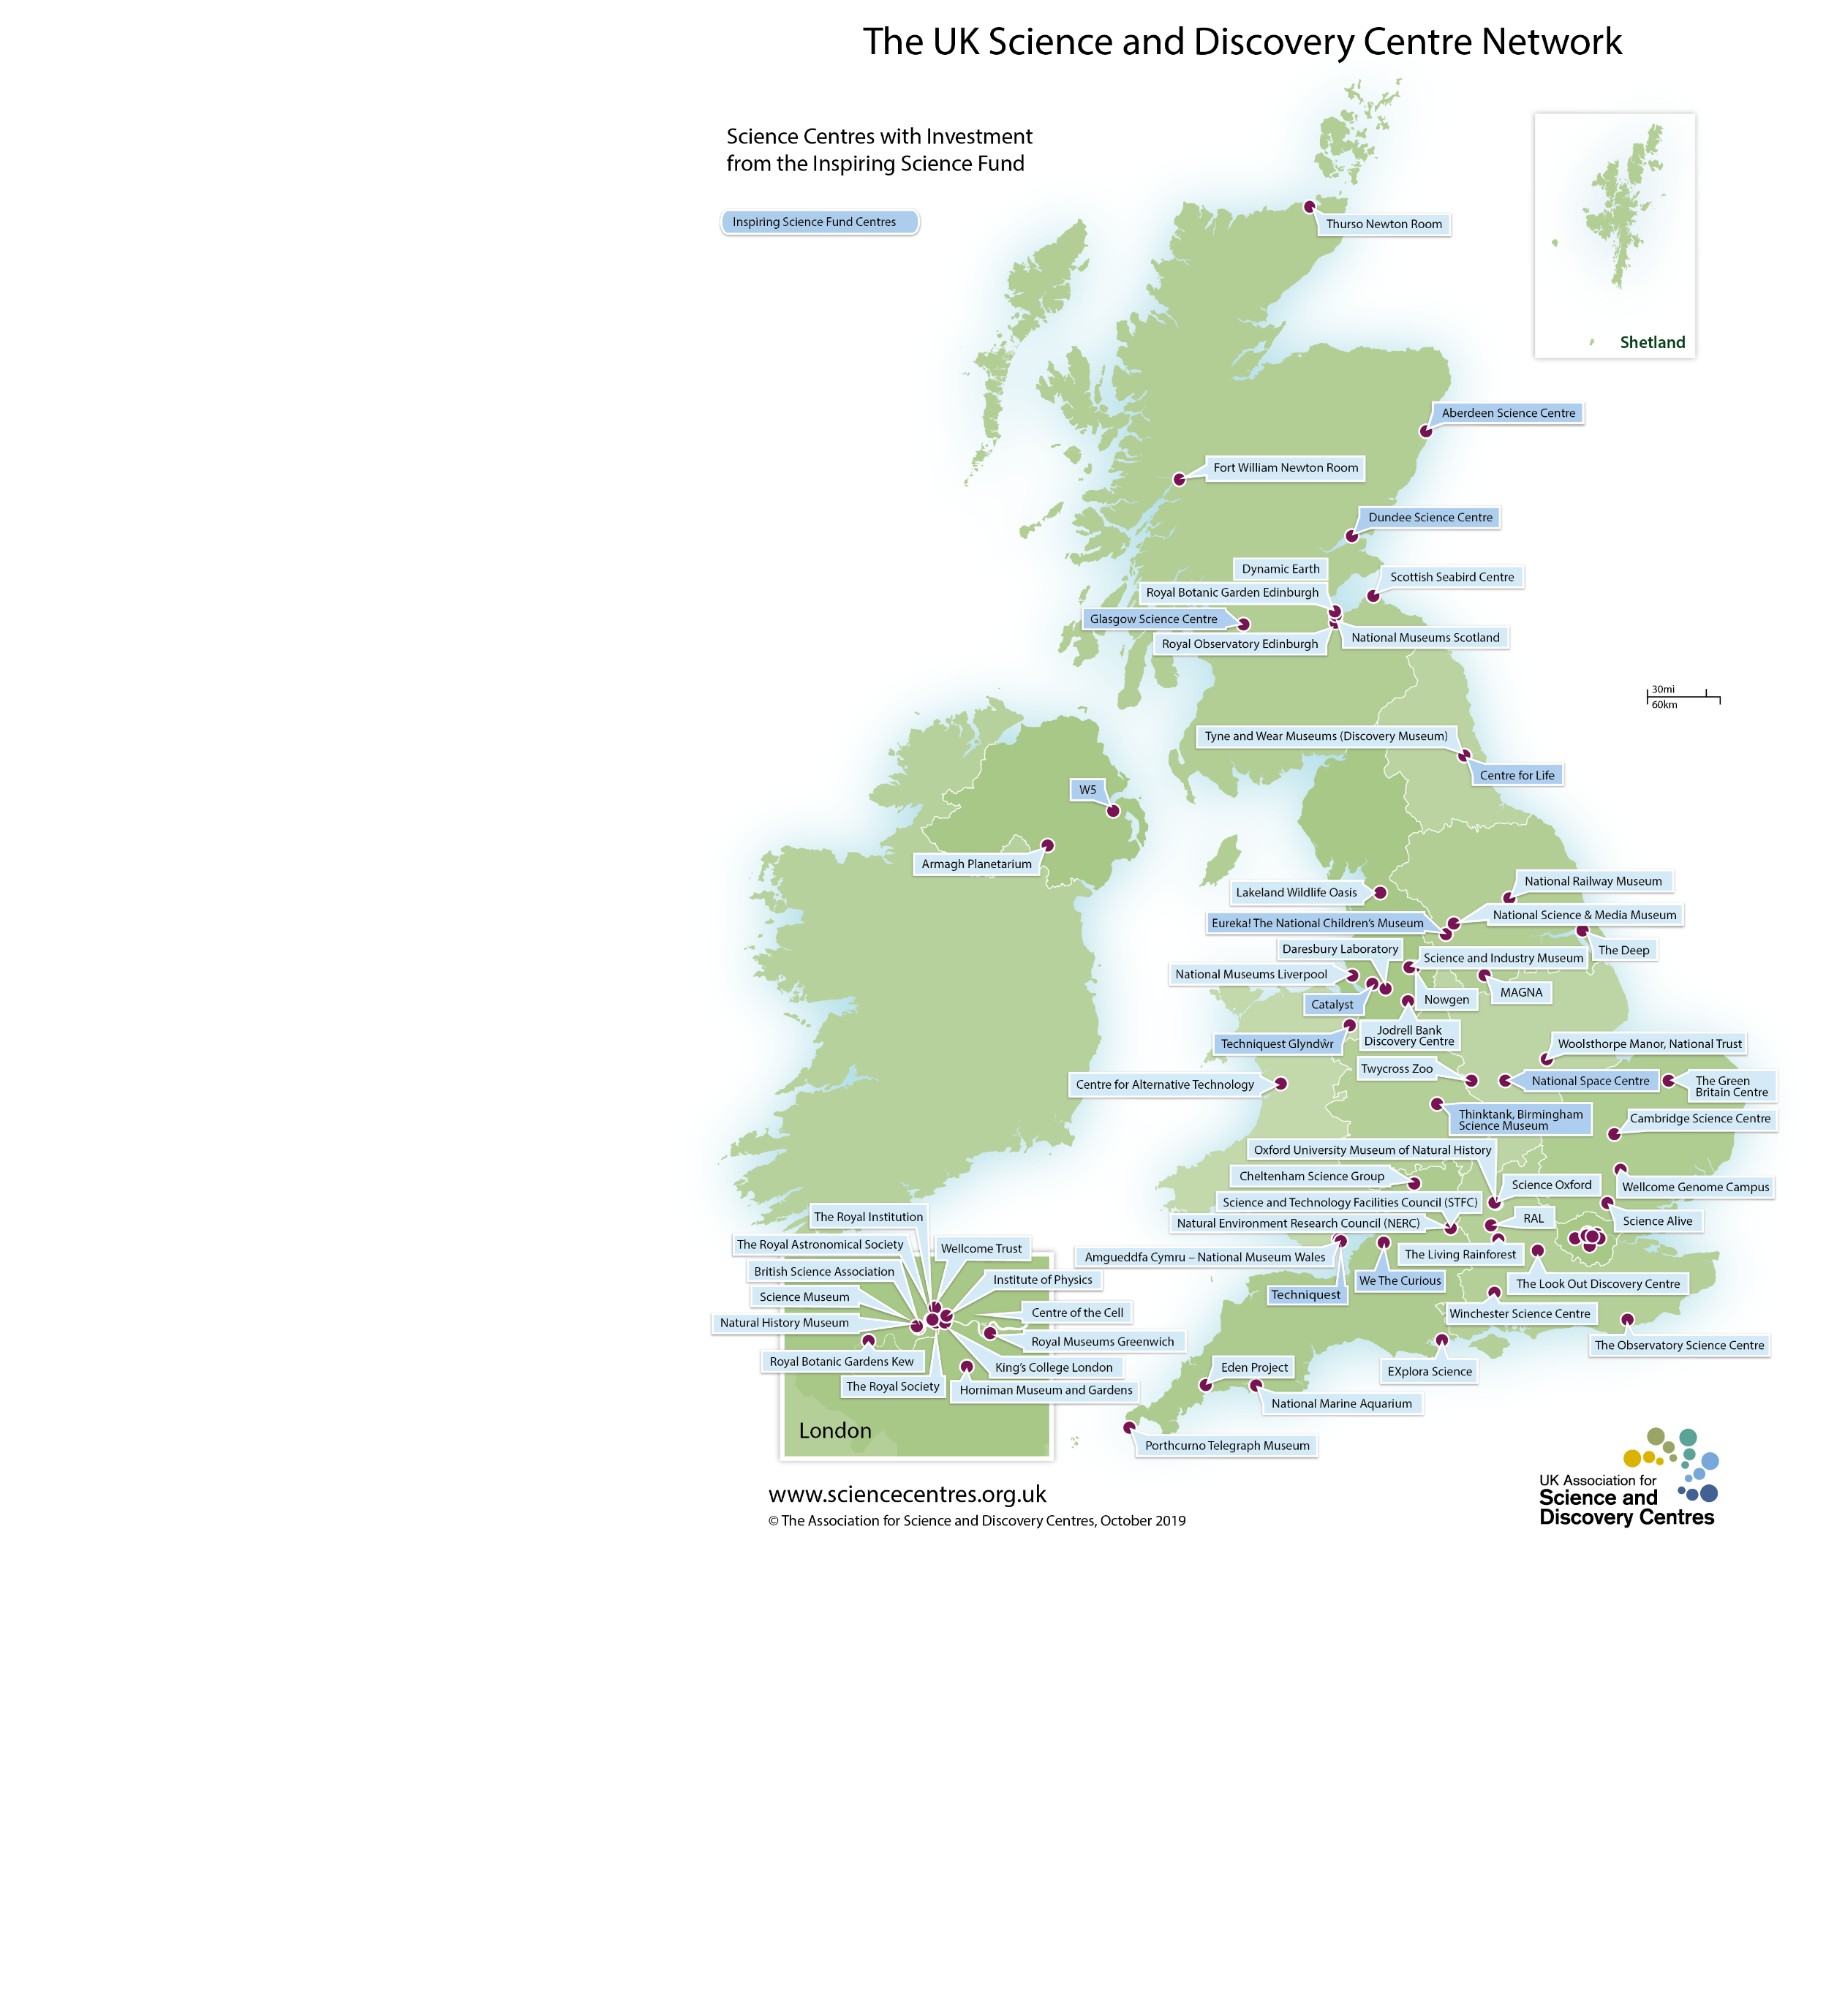 The UK Science and Discovery Centre Network
Science Centres with Investment
from the Inspiring Science Fund
Inspiring Science Fund Centres
Thurso Newton Room
Shetland
Aberdeen Science Centre
Fort William Newton Room
Dundee Science Centre
Dynamic Earth
Scottish Seabird Centre
Royal Botanic Garden Edinburgh
Glasgow Science Centre
National Museums Scotland
Royal Observatory Edinburgh
30mi
60km
Tyne and Wear Museums (Discovery Museum)
Centre for Life
W5
Armagh Planetarium
National Railway Museum
Lakeland Wildlife Oasis
National Science & Media Museum
Eureka! The National Children's Museum
Daresbury Laboratory
The Deep
Science and Industry Museum
National Museums Liverpool
MAGNA
Nowgen
Catalyst
Jodrell Bank
Discovery Centre
Techniquest Glyndŵr
Woolsthorpe Manor, National Trust
Twycross Zoo
National Space Centre
The Green
Britain Centre
Centre for Alternative Technology
Thinktank, Birmingham
Science Museum
Cambridge Science Centre
Oxford University Museum of Natural History
Cheltenham Science Group
Science Oxford
Wellcome Genome Campus
Science and Technology Facilities Council (STFC)
RAL
Science Alive
Natural Environment Research Council (NERC)
The Living Rainforest
Amgueddfa Cymru – National Museum Wales
We The Curious
The Look Out Discovery Centre
Techniquest
Winchester Science Centre
The Observatory Science Centre
EXplora Science
Eden Project
National Marine Aquarium
Porthcurno Telegraph Museum
The Royal Institution
The Royal Astronomical Society
Wellcome Trust
British Science Association
Institute of Physics
Science Museum
Centre of the Cell
Natural History Museum
Royal Museums Greenwich
Royal Botanic Gardens Kew
King's College London
The Royal Society
Horniman Museum and Gardens
London
www.sciencecentres.org.uk
© The Association for Science and Discovery Centres, October 2019
UK Association for
Science and
Discovery Centres